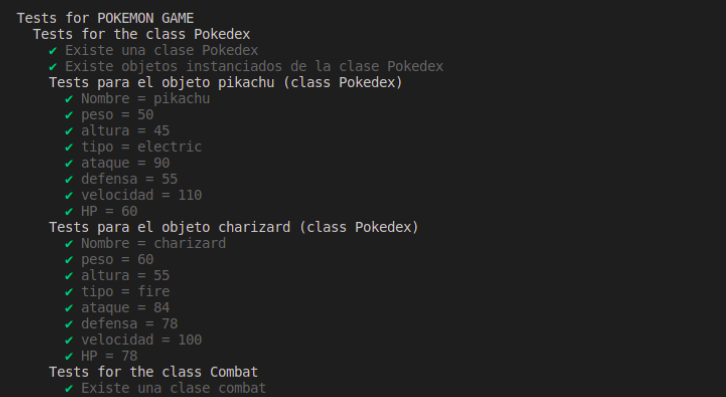 Tests for POKEMON GAME
Tests for the class Pokedex
✔ Existe una clase Pokedex
✔ Existe objetos instanciados de la clase Pokedex
Tests para el objeto pikachu (class Pokedex)
✔ Nombre = pikachu
✔ peso = 50
✔ altura = 45
✔ tipo = electric
✔ ataque = 90
✔ defensa = 55
✔ velocidad = 110
✔ HP = 60
Tests para el objeto charizard (class Pokedex)
✔ Nombre = charizard
✔ peso = 60
✔ altura = 55
✔ tipo = fire
✔ ataque = 84
✔ defensa = 78
✔ velocidad = 100
✔ HP = 78
Tests for the class Combat
✔ Existe una clase combat